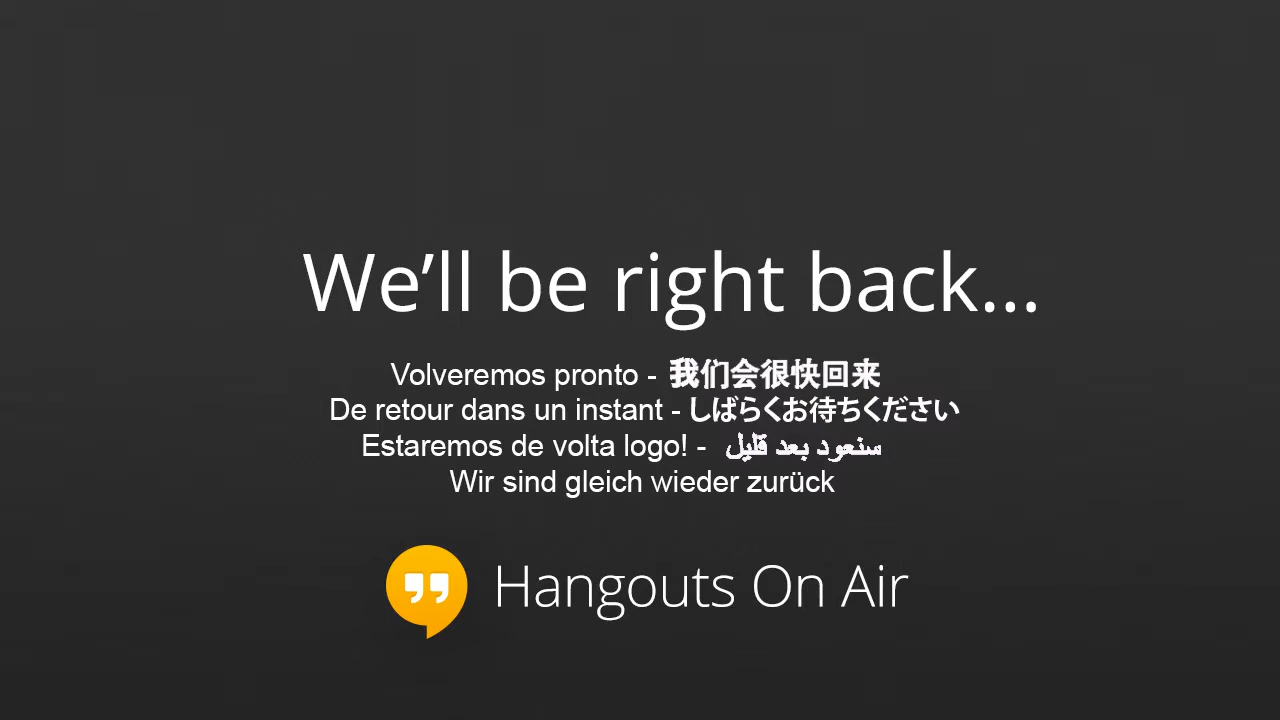 We’ll be right back...
Volveremos pronto - 我们会很快回来
De retour dans un instant - しばらくお待ちください
Estaremos de volta logo! - سنعود بعد قليل
Wir sind gleich wieder zurück
Hangouts On Air